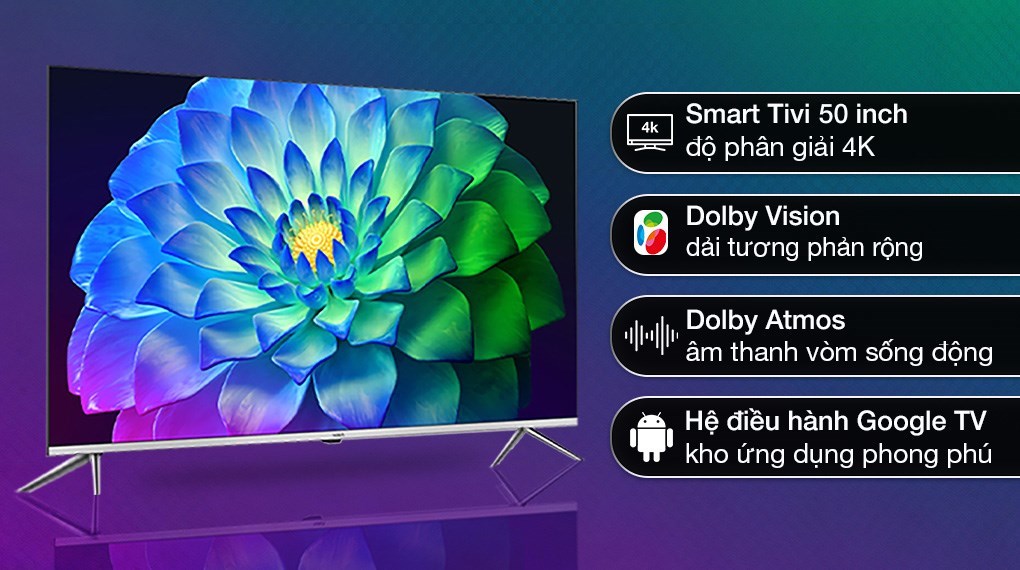 4k
Smart Tivi 50 inch
độ phân giải 4K
Dolby Vision
dải tương phản rộng
Dolby Atmos
âm thanh vòm sống động
Hệ điều hành Google TV
kho ứng dụng phong phú